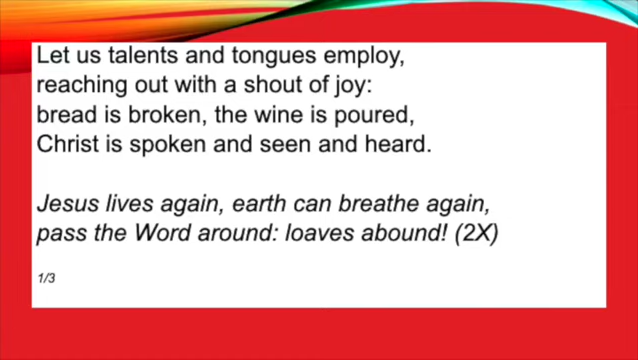 Let us talents and tongues employ,
reaching out with a shout of joy:
bread is broken, the wine is poured,
Christ is spoken and seen and heard.
Jesus lives again, earth can breathe again,
pass the Word around: loaves abound! (2X)
1/3